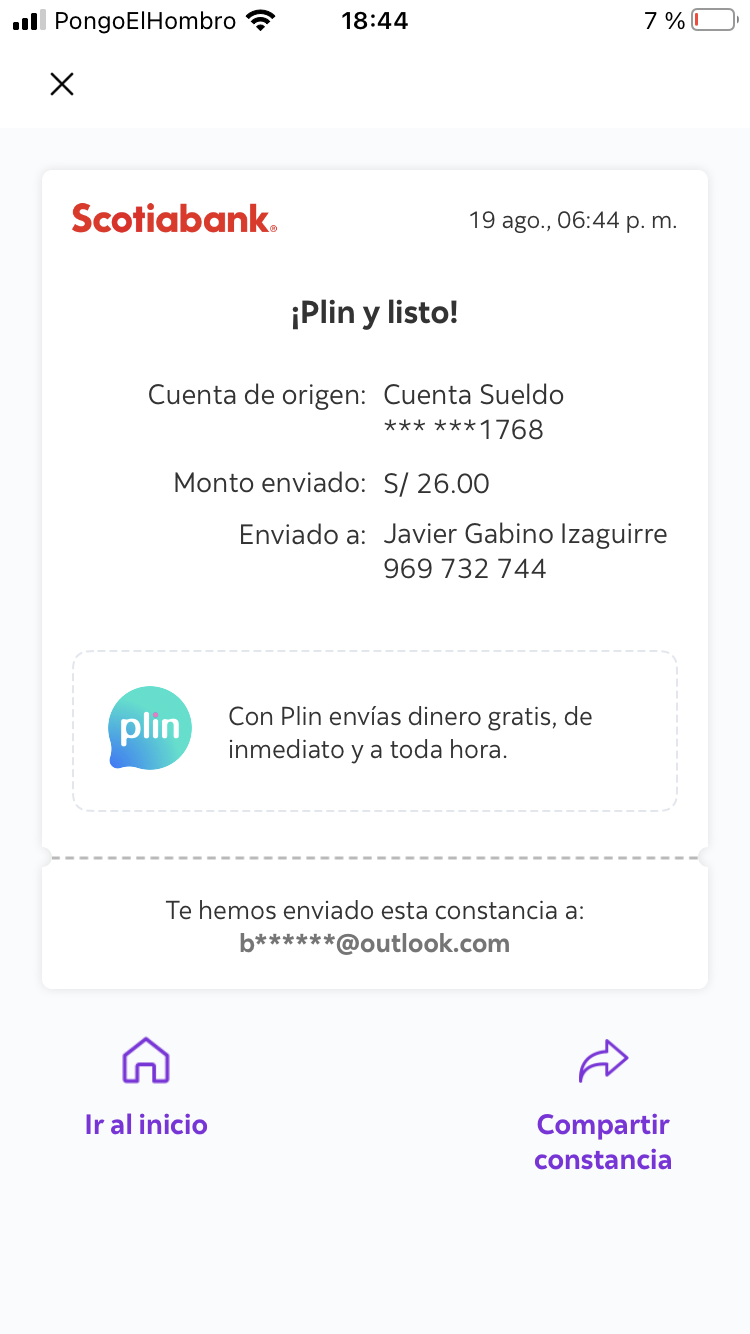 PongoElHombro 18:44 7 %
Scotiabank® 19 ago., 06:44 p. m.
¡Plin y listo!
Cuenta de origen: Cuenta Sueldo
*** ***1768
Monto enviado: S/ 26.00
Enviado a: Javier Gabino Izaguirre
969 732 744
plin
Con Plin envías dinero gratis, de
inmediato y a toda hora.
Te hemos enviado esta constancia a:
b******@outlook.com
Ir al inicio
Compartir
constancia